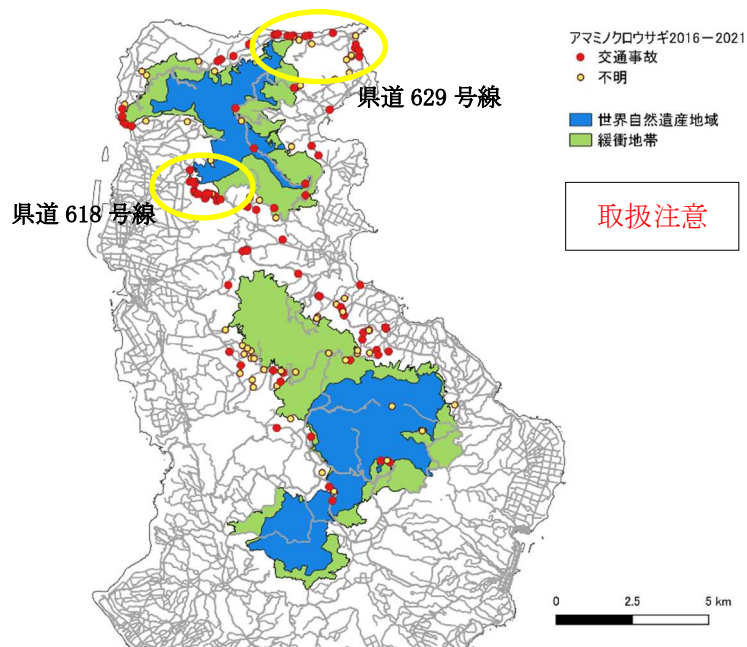 アマミノクロウサギ2016－2021
交通事故
不明
県道 629 号線
世界自然遺産地域
緩衝地帯
県道 618 号線
取扱注意
0 2.5 5 km